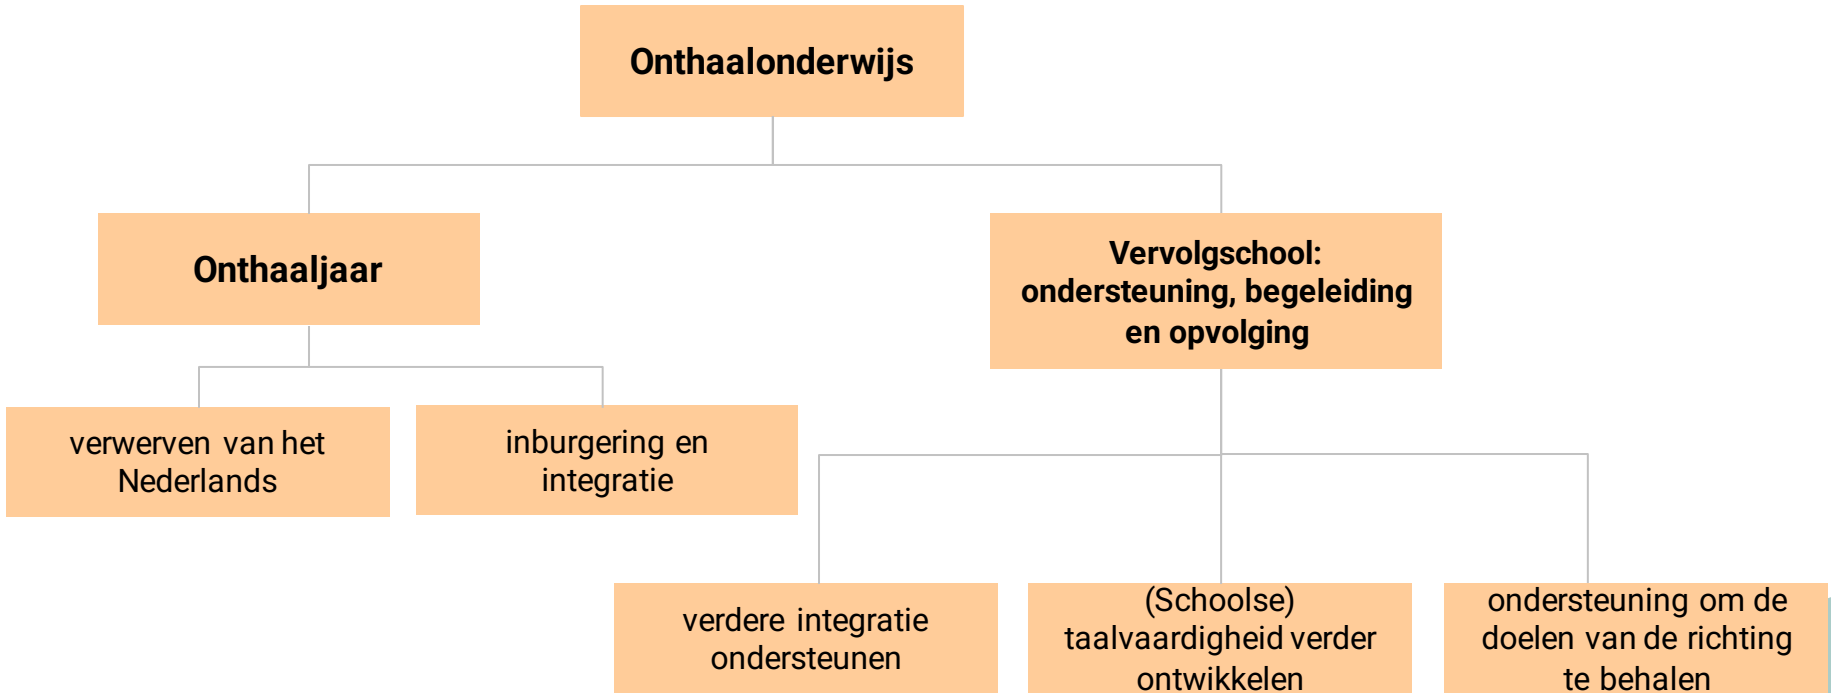 Onthaalonderwijs
Onthaaljaar
Vervolgschool:
ondersteuning, begeleiding
en opvolging
verwerven van het
Nederlands
inburgering en
integratie
verdere integratie
ondersteunen
(Schoolse)
taalvaardigheid verder
ontwikkelen
ondersteuning om de
doelen van de richting
te behalen